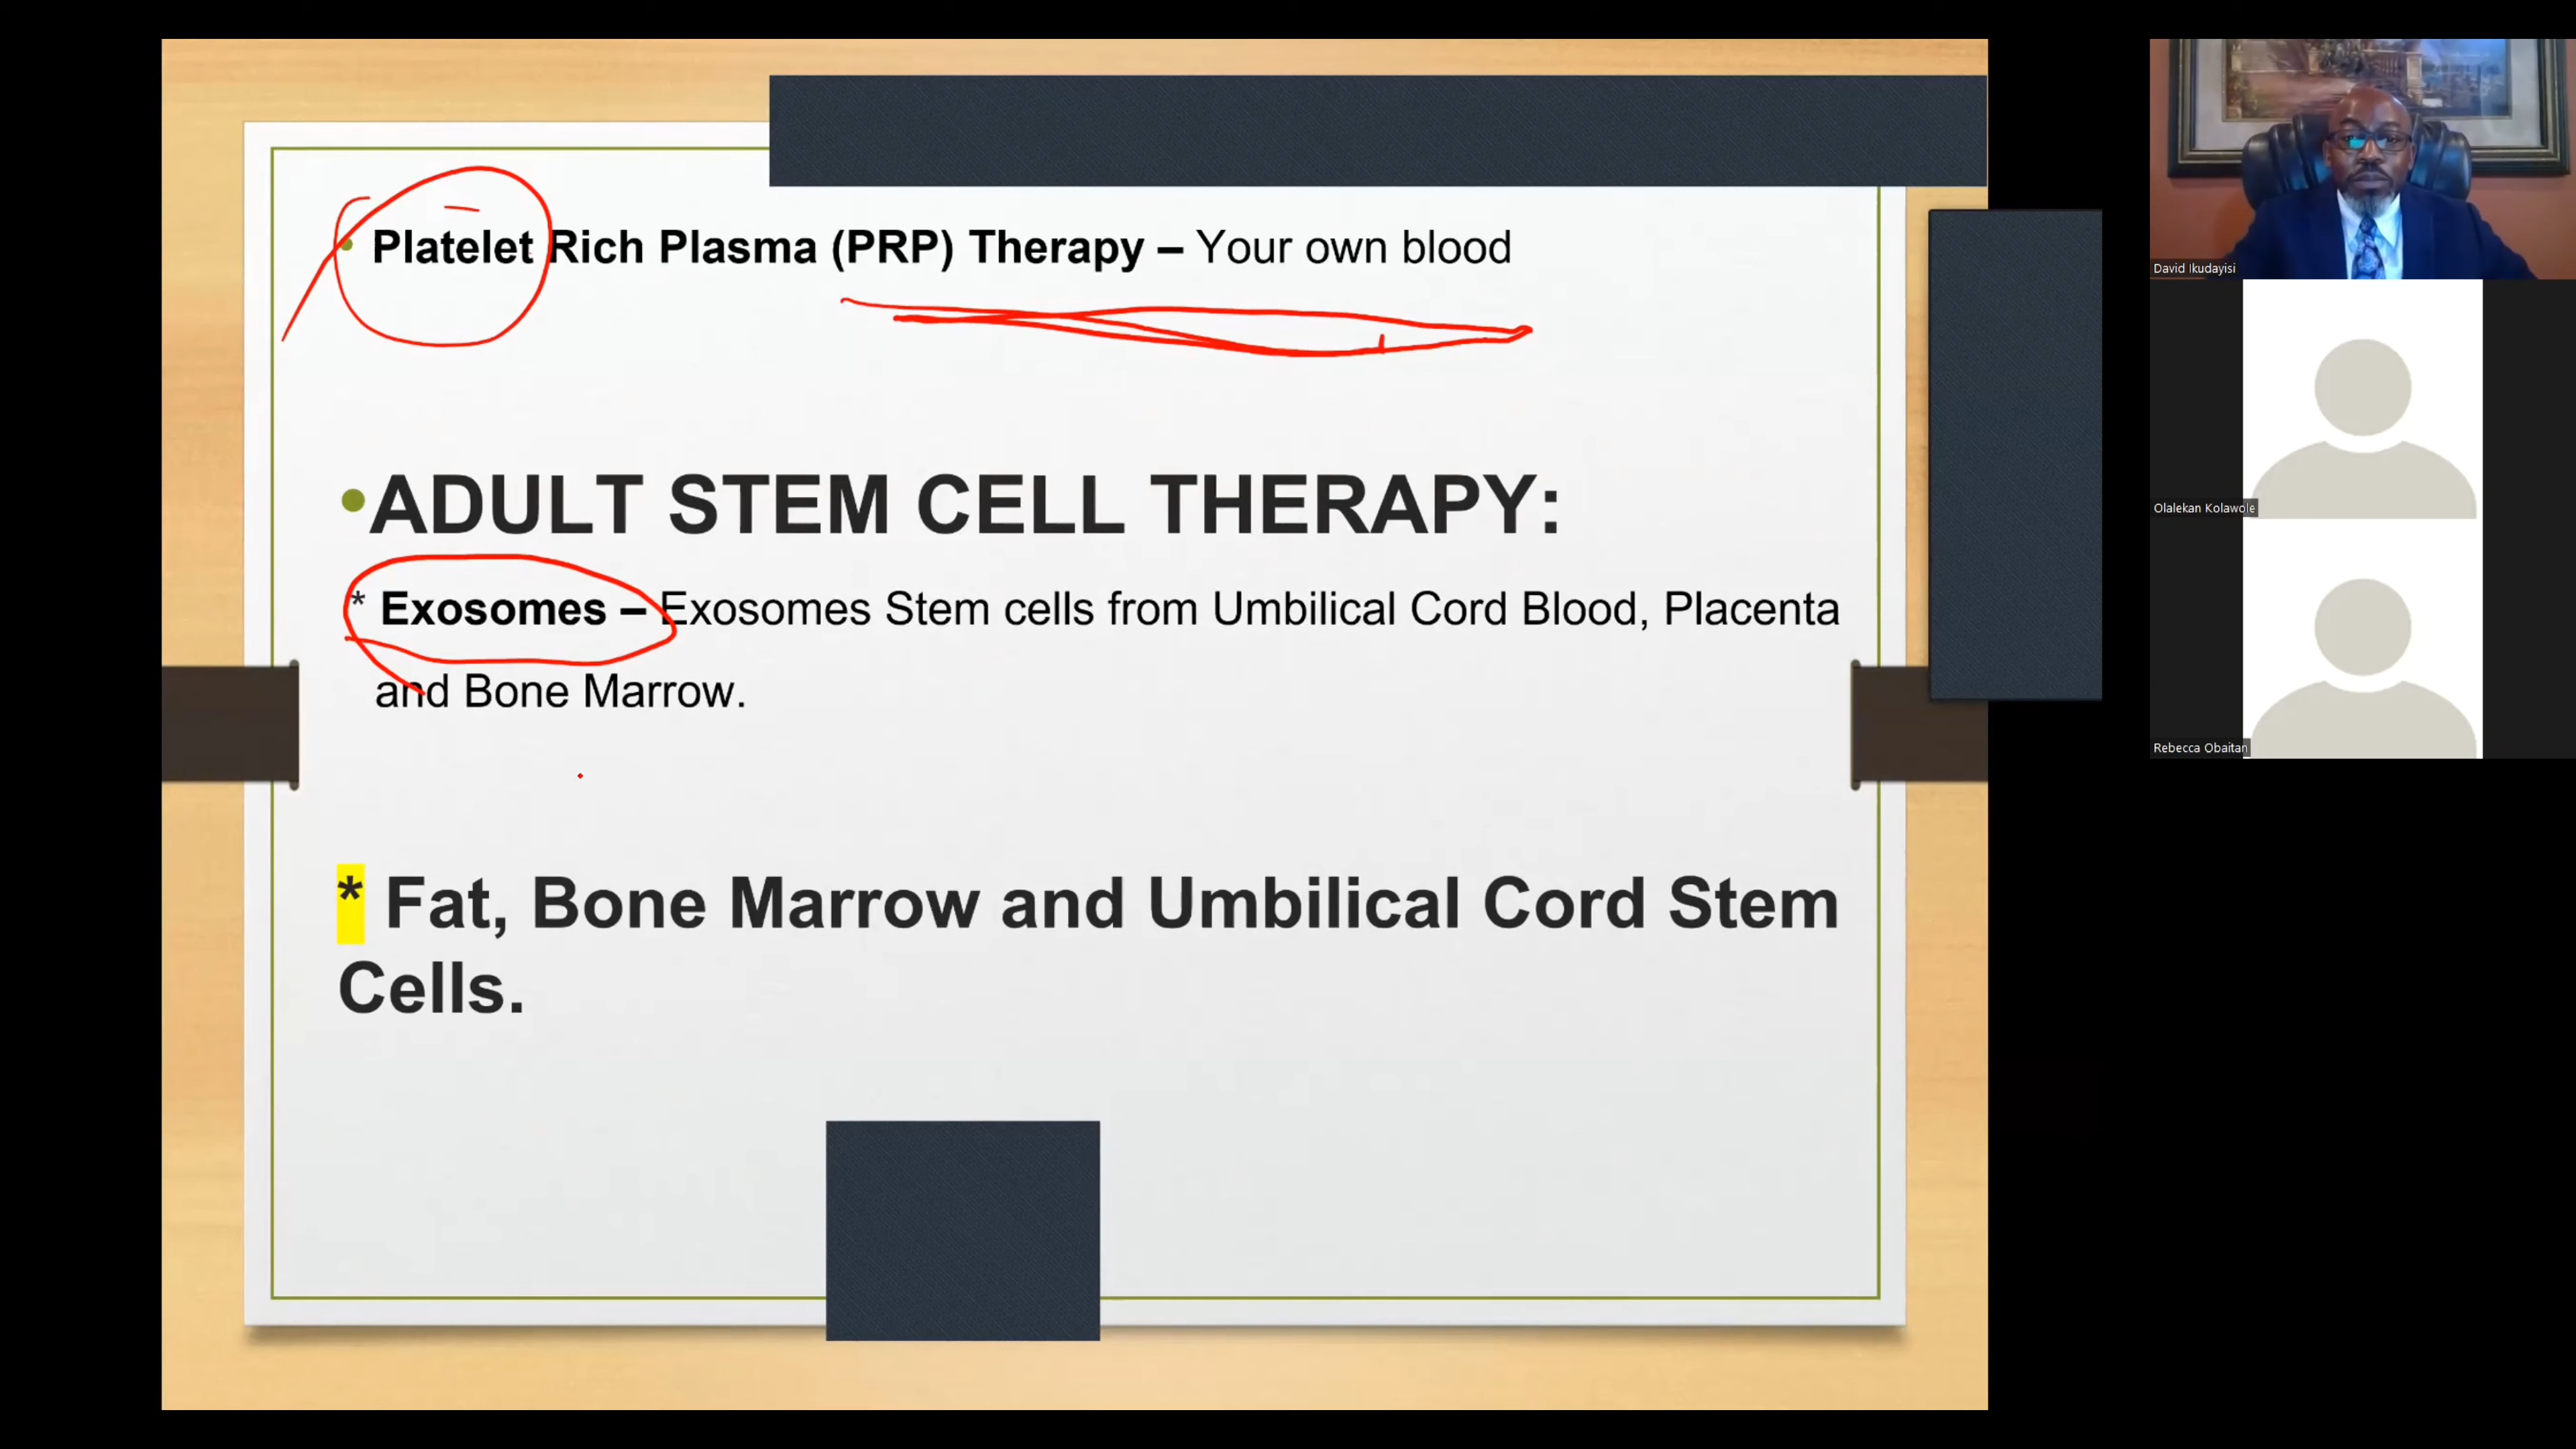 • Platelet Rich Plasma (PRP) Therapy – Your own blood
•ADULT STEM CELL THERAPY:
* Exosomes – Exosomes Stem cells from Umbilical Cord Blood, Placenta
and Bone Marrow.
* Fat, Bone Marrow and Umbilical Cord Stem
Cells.
David Ikudayisi
Olalekan Kolawole
Rebecca Obaitan